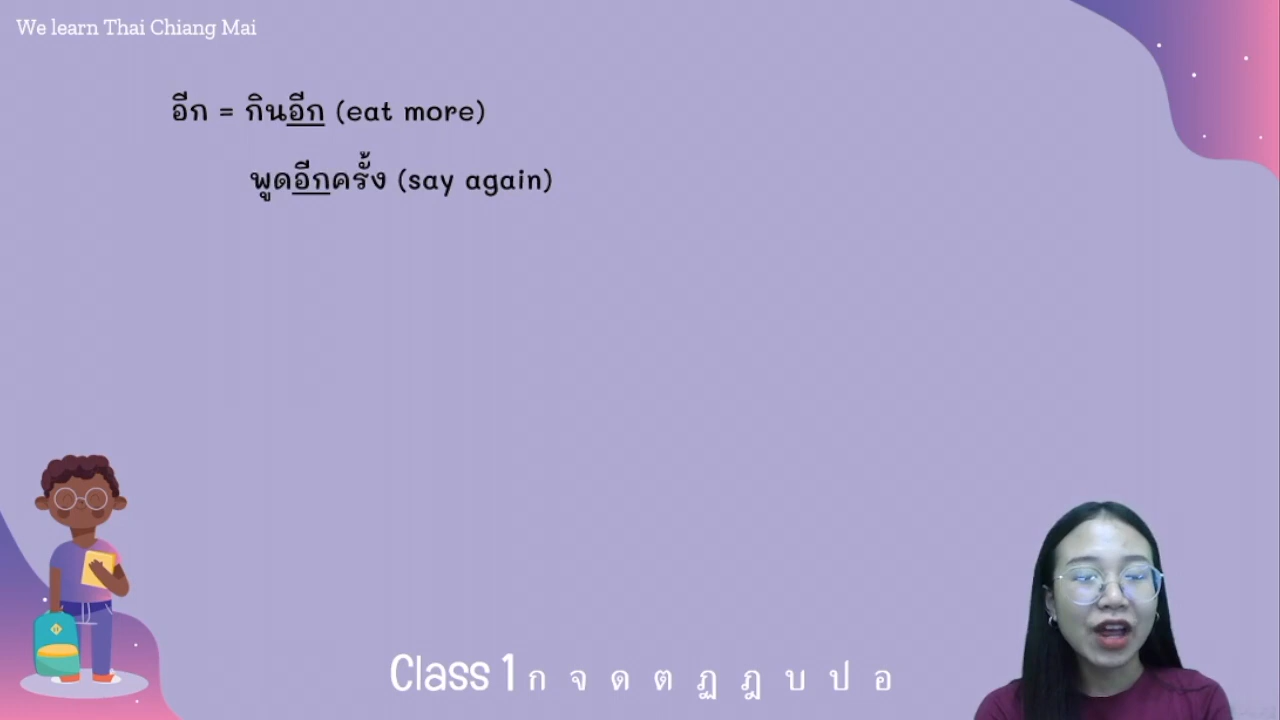 We learn Thai Chiang Mai
อีก = กินอีก (eat more)
พูดอีกครั้ง (say again)
Class 1 ก จ ด ต ฏ ฎ บ ป อ